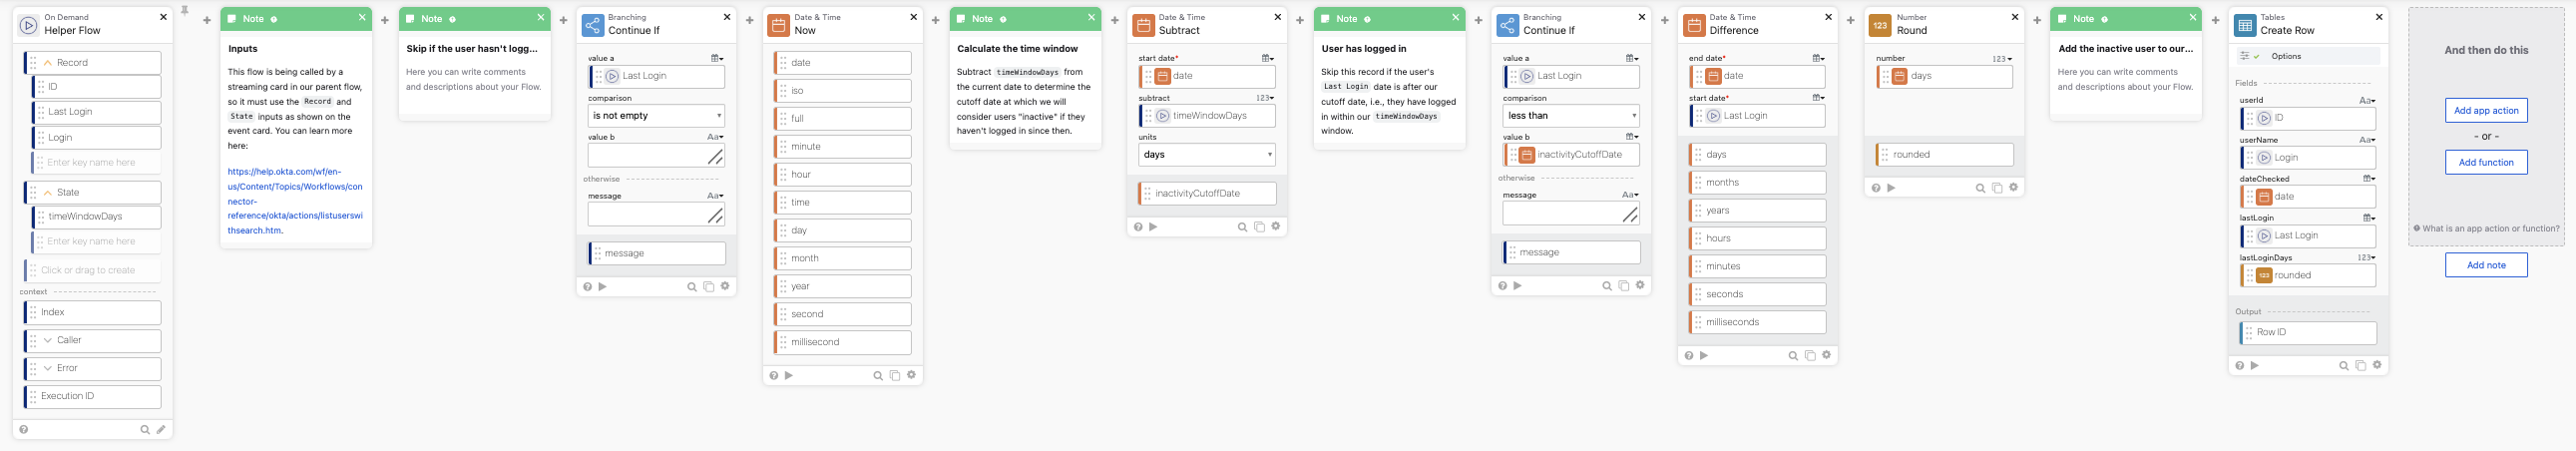 On Demand
Helper Flow
Record
ID
Last Login
Login
Enter key name here
State
timeWindowDays
Enter key name here
Click or drag to create
context
Index
Caller
Error
Execution ID
Note
Inputs
This flow is being called by a
streaming card in our parent flow,
so it must use the Record and
State inputs as shown on the
event card. You can learn more
here:
https://help.okta.com/wf/en-
us/Content/Topics/Workflows/con
nector-
reference/okta/actions/listuserswi
thsearch.htm.
Note
Skip if the user hasn't logg...
Here you can write comments
and descriptions about your Flow.
Branching
Continue If
value a
Last Login
comparison
is not empty
value b
Aa
otherwise
message
Aa
message
Date & Time
Now
date
iso
full
minute
hour
time
day
month
year
second
millisecond
Note
Calculate the time window
Subtract timeWindowDays from
the current date to determine the
cutoff date at which we will
consider users "inactive" if they
haven't logged in since then.
Date & Time
Subtract
start date*
date
subtract
123
timeWindowDays
units
days
inactivityCutoffDate
Note
User has logged in
Skip this record if the user's
Last Login date is after our
cutoff date, i.e., they have logged
in within our timeWindowDays
window.
Branching
Continue If
value a
Last Login
comparison
less than
value b
inactivityCutoffDate
otherwise
message
Aa
message
Date & Time
Difference
end date*
date
start date*
Last Login
days
months
years
hours
minutes
seconds
milliseconds
123
Number
Round
number
123
days
rounded
Note
Add the inactive user to our...
Here you can write comments
and descriptions about your Flow.
Tables
Create Row
Options
Fields
userId
Aa
ID
userName
Aa
Login
dateChecked
date
lastLogin
Last Login
lastLoginDays
123
123
rounded
Output
Row ID
And then do this
Add app action
- or -
Add function
What is an app action or function?
Add note